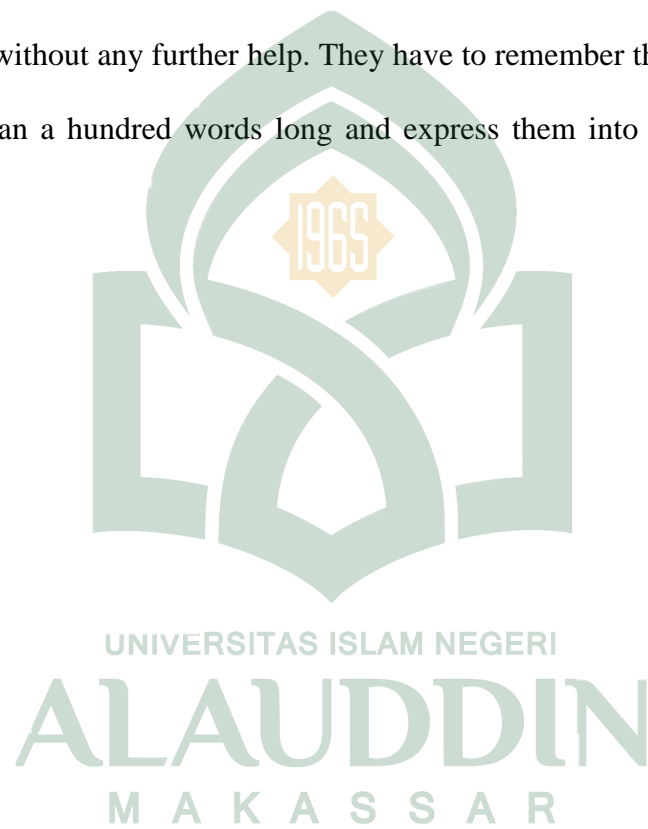 without any further help. They have to remember th
an a hundred words long and express them into
1965
UNIVERSITAS ISLAM NEGERI
ALAUDDIN
MAKASSAR